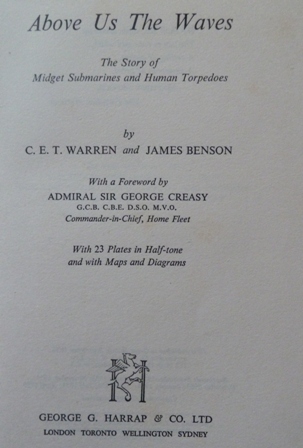 Above Us The Waves
The Story of
Midget Submarines and Human Torpedoes
by
C. E. T. WARREN and JAMES BENSON
With a Foreword by
ADMIRAL SIR GEORGE CREASY
G.C.B. C.B.E. D.S.O. M.V.O.
Commander-in-Chief, Home Fleet
With 23 Plates in Half-tone
and with Maps and Diagrams
GEORGE G. HARRAP & CO. LTD
LONDON TORONTO WELLINGTON SYDNEY